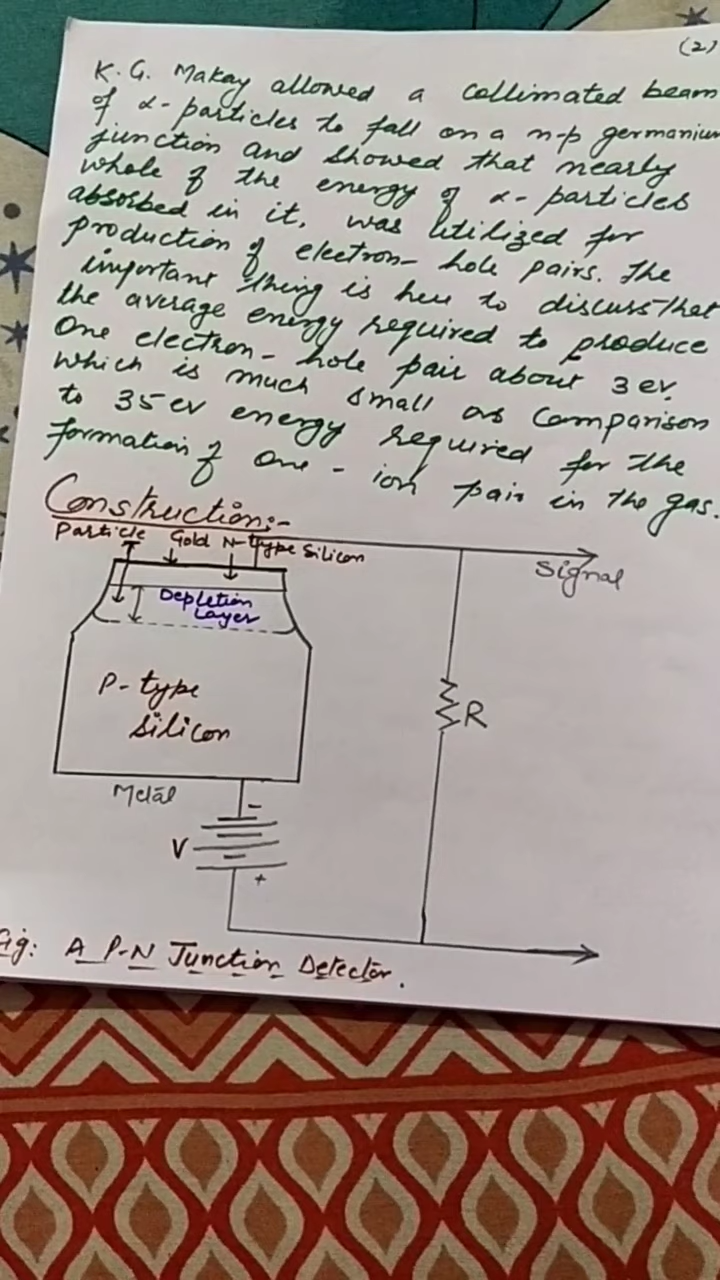 (2)
K. G. Makay allowed a collimated beam
of α-particles to fall on a n-p germanium
junction and showed that nearly
whole of the energy of α-particles
absorbed in it, was utilized for
production of electron-hole pairs. The
important thing is here to discuss that
the average energy required to produce
one electron-hole pair about 3 ev.
which is much small as comparison
to 35 ev energy required for the
formation of one-ion pair in the gas.
Construction:-
Particle Gold N-type Silicon
Signal
Depletion
Layer
P-type
silicon
R
Metal
-
V
+
Fig: A P-N Junction Detector.